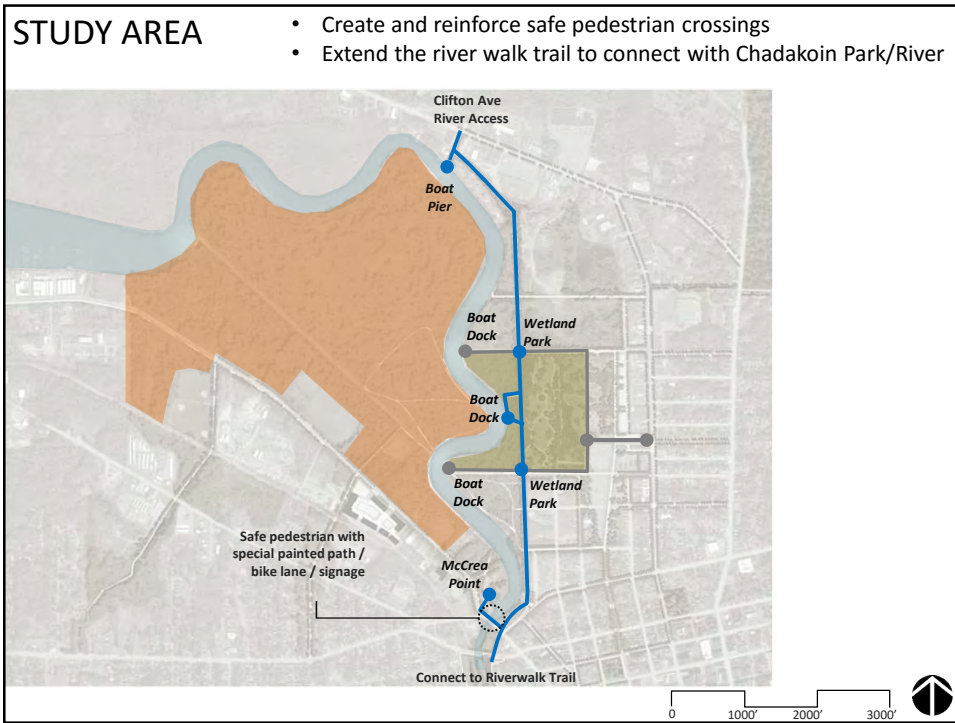 STUDY AREA
• Create and reinforce safe pedestrian crossings
• Extend the river walk trail to connect with Chadakoin Park/River
Clifton Ave
River Access
Boat
Pier
Boat
Dock
Wetland
Park
Boat
Dock
Boat
Dock
Wetland
Park
Safe pedestrian with
special painted path /
bike lane / signage
McCrea
Point
Connect to Riverwalk Trail
0 1000' 2000' 3000'